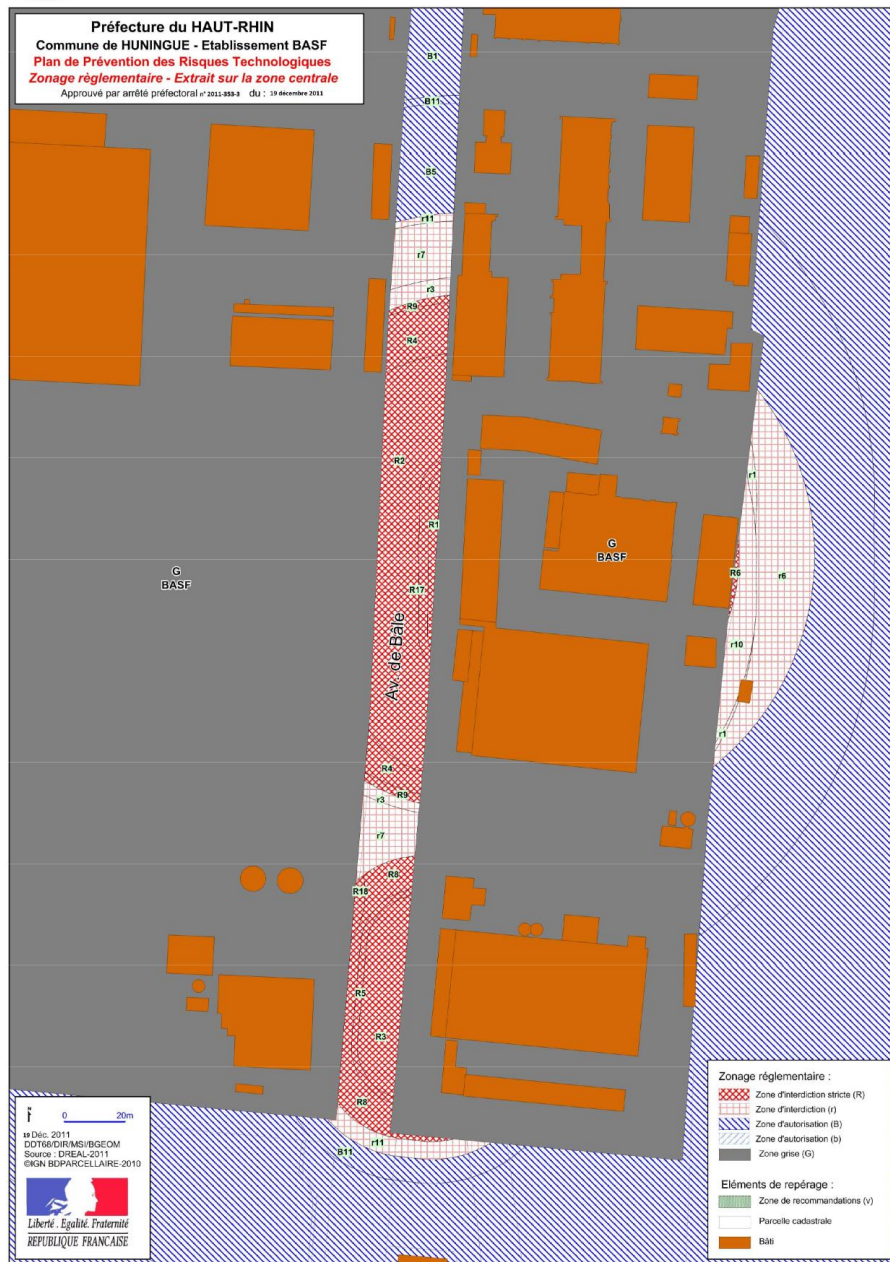 Préfecture du HAUT-RHIN
Commune de HUNINGUE - Etablissement BASF
Plan de Prévention des Risques Technologiques
Zonage règlementaire - Extrait sur la zone centrale
Approuvé par arrêté préfectoral n° 2011-353-3 du : 19 décembre 2011
B1
B11
B5
r11
r7
r3
R9
R4
R2
R1
R17
Av. de Bâle
G
BASF
G
BASF
r1
R6
r6
r10
r1
R4
R9
r3
r7
R8
R18
R5
R3
R8
r11
B11
N
0 20m
19 Déc. 2011
DDT68/DIR/MSI/BGEOM
Source : DREAL-2011
©IGN BDPARCELLAIRE-2010
Liberté . Egalité . Fraternité
REPUBLIQUE FRANCAISE
Zonage réglementaire :
Zone d'interdiction stricte (R)
Zone d'interdiction (r)
Zone d'autorisation (B)
Zone d'autorisation (b)
Zone grise (G)
Eléments de repérage :
Zone de recommandations (v)
Parcelle cadastrale
Bâti